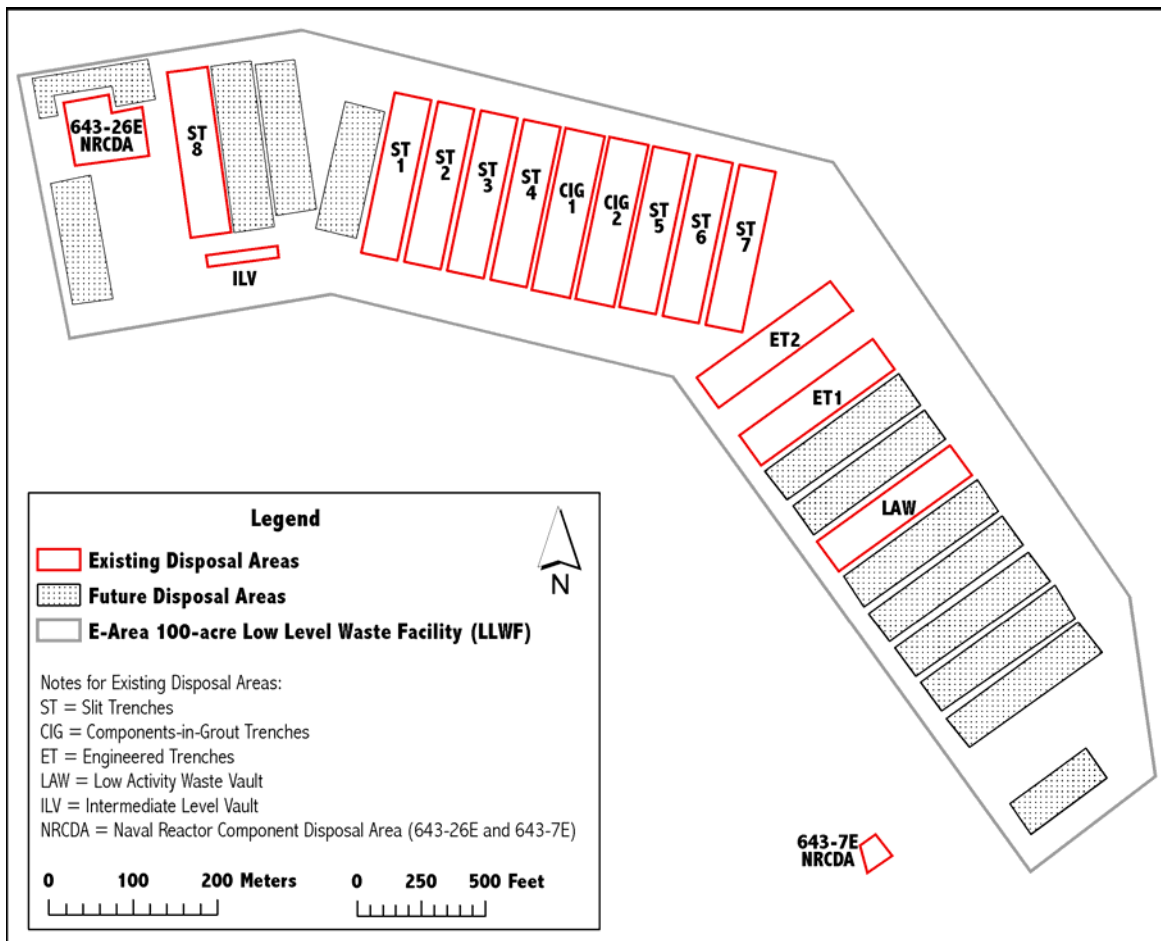 643-26E
NRCDA
ST
8
ILV
ST
1
ST
2
ST
3
ST
4
CIG
1
CIG
2
ST
5
ST
6
ST
7
ET2
ET1
LAW
643-7E
NRCDA
Legend
Existing Disposal Areas
Future Disposal Areas
E-Area 100-acre Low Level Waste Facility (LLWF)
N
Notes for Existing Disposal Areas:
ST = Slit Trenches
CIG = Components-in-Grout Trenches
ET = Engineered Trenches
LAW = Low Activity Waste Vault
ILV = Intermediate Level Vault
NRCDA = Naval Reactor Component Disposal Area (643-26E and 643-7E)
0 100 200 Meters
0 250 500 Feet